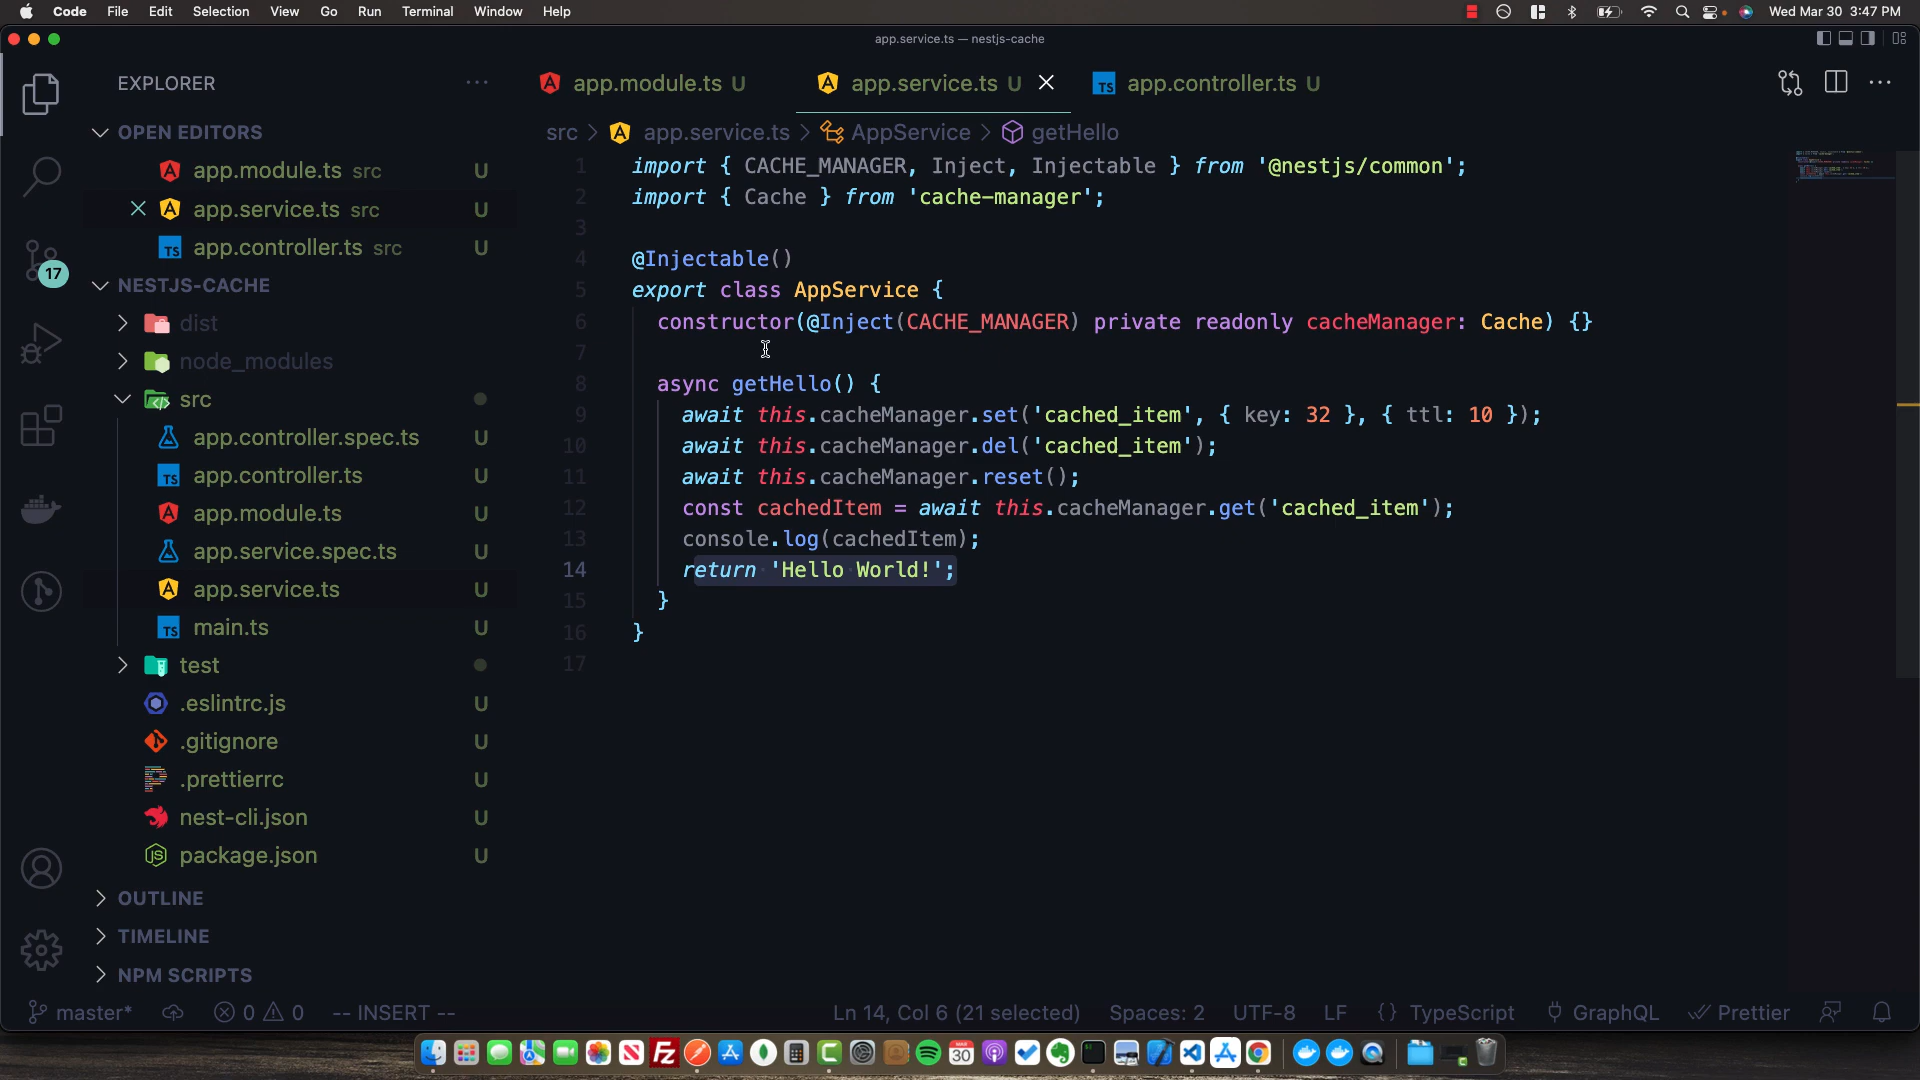 Code File Edit Selection View Go Run Terminal Window Help Wed Mar 30 3:47 PM
app.service.ts — nestjs-cache
EXPLORER
OPEN EDITORS
app.module.ts src U
app.service.ts src U
app.controller.ts src U
17
NESTJS-CACHE
dist
node_modules
src
app.controller.spec.ts U
app.controller.ts U
app.module.ts U
app.service.spec.ts U
app.service.ts U
main.ts U
test
.eslintrc.js U
.gitignore U
.prettierrc U
nest-cli.json U
package.json U
OUTLINE
TIMELINE
NPM SCRIPTS
app.module.ts U app.service.ts U app.controller.ts U
src > app.service.ts > AppService > getHello
1 import { CACHE_MANAGER, Inject, Injectable } from '@nestjs/common';
2 import { Cache } from 'cache-manager';
3
4 @Injectable()
5 export class AppService {
6 constructor(@Inject(CACHE_MANAGER) private readonly cacheManager: Cache) {}
7
8 async getHello() {
9 await this.cacheManager.set('cached_item', { key: 32 }, { ttl: 10 });
10 await this.cacheManager.del('cached_item');
11 await this.cacheManager.reset();
12 const cachedItem = await this.cacheManager.get('cached_item');
13 console.log(cachedItem);
14 return 'Hello World!';
15 }
16 }
17
master* 0 0 -- INSERT -- Ln 14, Col 6 (21 selected) Spaces: 2 UTF-8 LF {} TypeScript GraphQL Prettier